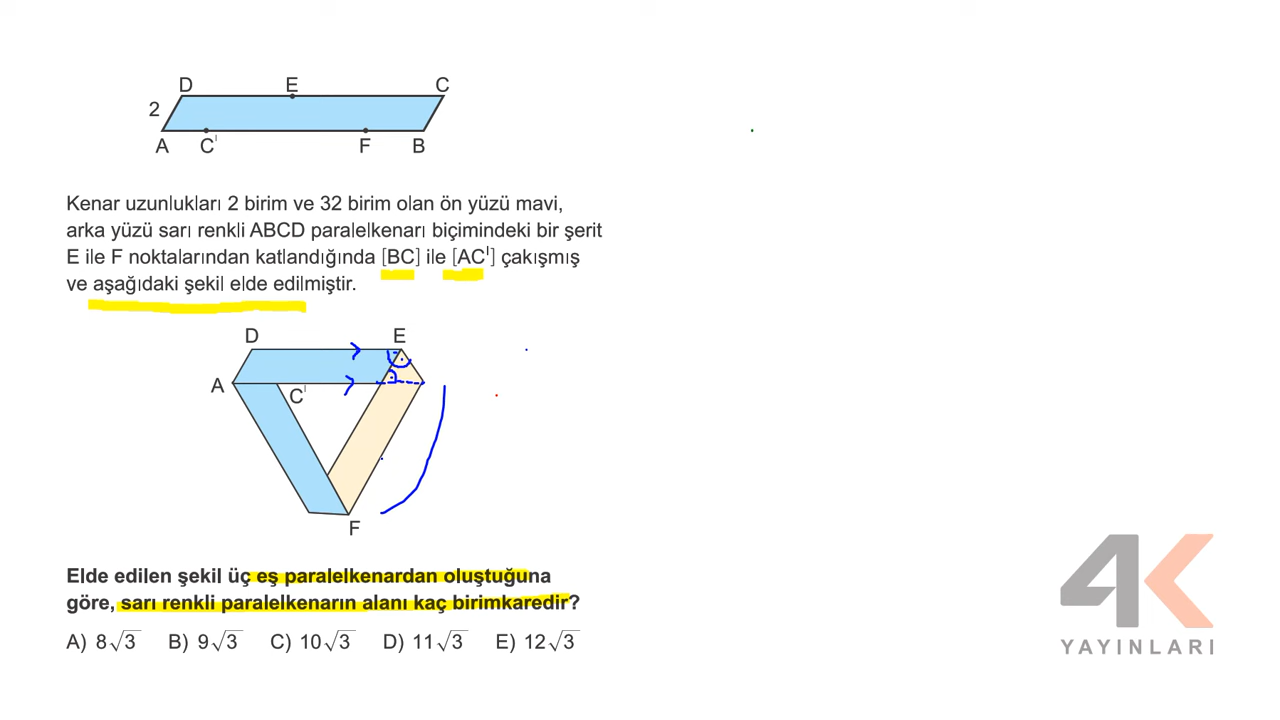 D E C
2
A C' F B
Kenar uzunlukları 2 birim ve 32 birim olan ön yüzü mavi,
arka yüzü sarı renkli ABCD paralelkenarı biçimindeki bir şerit
E ile F noktalarından katlandığında [BC] ile [AC'] çakışmış
ve aşağıdaki şekil elde edilmiştir.
D E
A C'
F
Elde edilen şekil üç eş paralelkenardan oluştuğuna
göre, sarı renkli paralelkenarın alanı kaç birimkaredir?
A) 8√3 B) 9√3 C) 10√3 D) 11√3 E) 12√3
4K
YAYINLARI